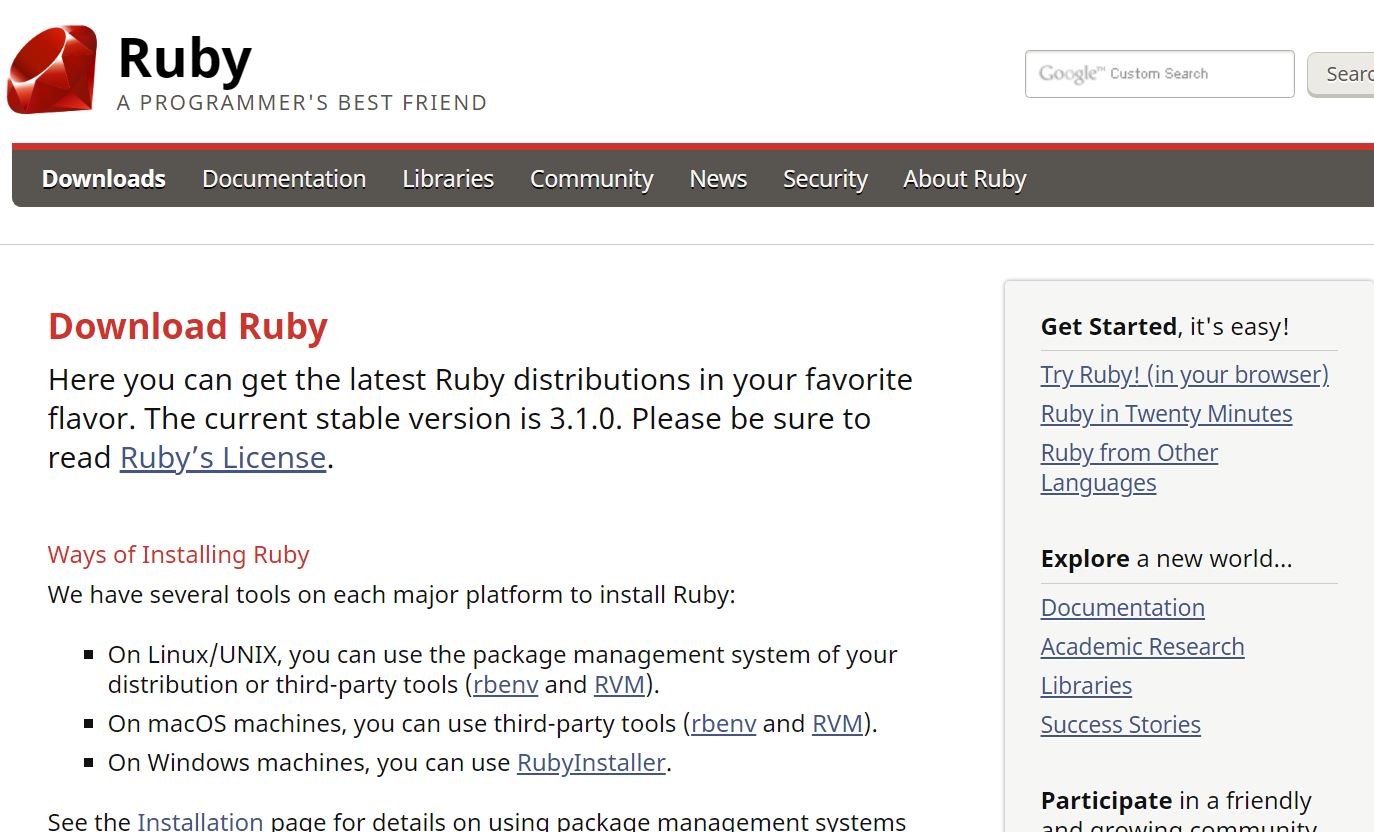 Ruby
A PROGRAMMER'S BEST FRIEND
Google™ Custom Search
Downloads Documentation Libraries Community News Security About Ruby
Download Ruby
Here you can get the latest Ruby distributions in your favorite
flavor. The current stable version is 3.1.0. Please be sure to
read Ruby’s License.
Ways of Installing Ruby
We have several tools on each major platform to install Ruby:
On Linux/UNIX, you can use the package management system of your
distribution or third-party tools (rbenv and RVM).
On macOS machines, you can use third-party tools (rbenv and RVM).
On Windows machines, you can use RubyInstaller.
See the Installation page for details on using package management systems
Get Started, it's easy!
Try Ruby! (in your browser)
Ruby in Twenty Minutes
Ruby from Other
Languages
Explore a new world…
Documentation
Academic Research
Libraries
Success Stories
Participate in a friendly
and growing community